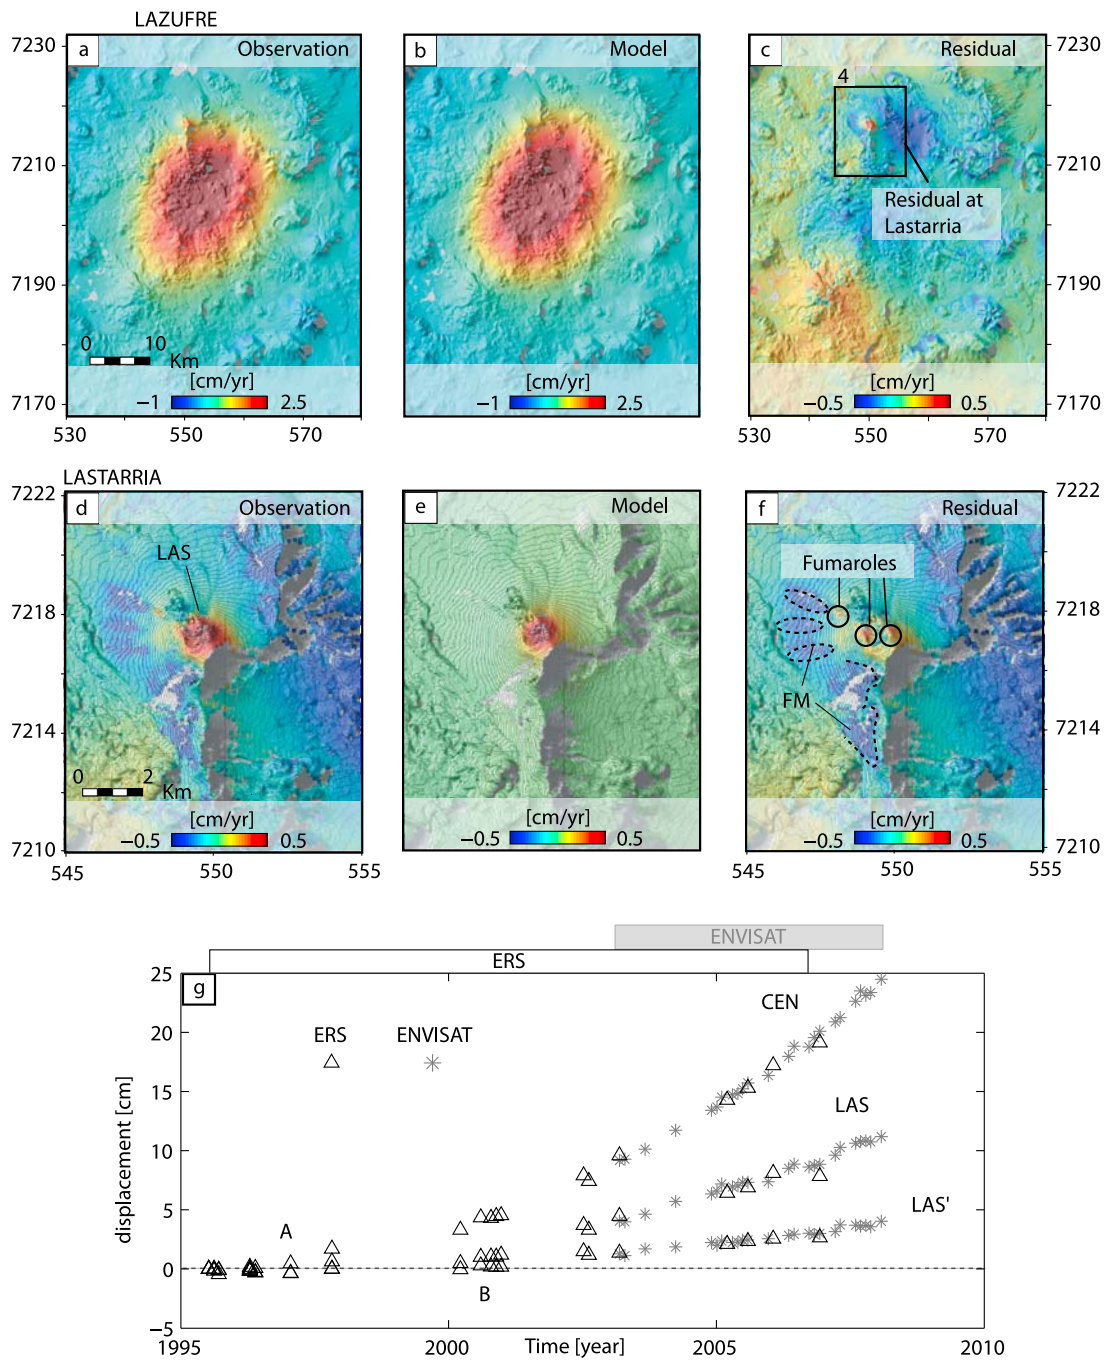 LAZUFRE
a Observation
b Model
c Residual
4
Residual at
Lastarria
7232
7210
7190
7168
7230
7210
7190
7170
0 10
Km
[cm/yr]
−1 2.5
[cm/yr]
−1 2.5
[cm/yr]
−0.5 0.5
530 550 570
530 550 570
LASTARRIA
d Observation
e Model
f Residual
LAS
Fumaroles
FM
7222
7218
7214
7210
7222
7218
7214
7210
0 2
Km
[cm/yr]
−0.5 0.5
[cm/yr]
−0.5 0.5
[cm/yr]
−0.5 0.5
545 550 555
545 550 555
ENVISAT
ERS
g
ERS ENVISAT
CEN
LAS
LAS'
A
B
25
20
15
10
5
0
−5
displacement [cm]
1995 2000 2005 2010
Time [year]